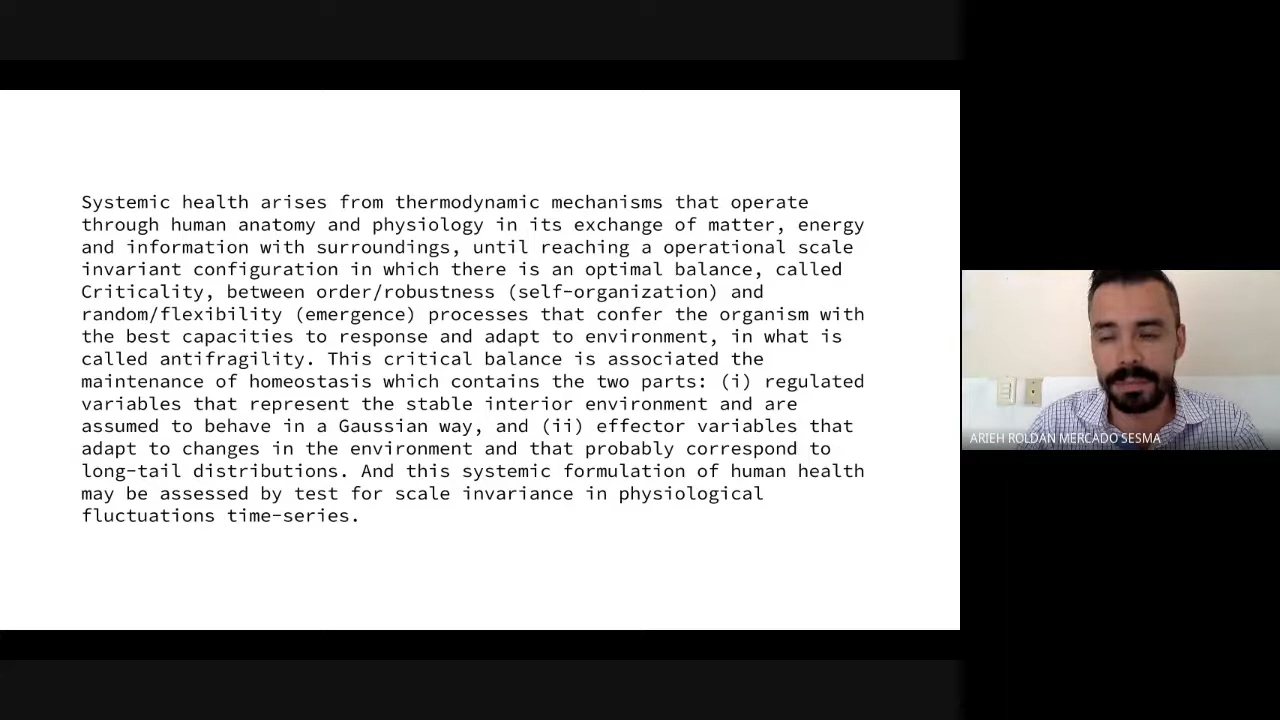 Systemic health arises from thermodynamic mechanisms that operate
through human anatomy and physiology in its exchange of matter, energy
and information with surroundings, until reaching a operational scale
invariant configuration in which there is an optimal balance, called
Criticality, between order/robustness (self-organization) and
random/flexibility (emergence) processes that confer the organism with
the best capacities to response and adapt to environment, in what is
called antifragility. This critical balance is associated the
maintenance of homeostasis which contains the two parts: (i) regulated
variables that represent the stable interior environment and are
assumed to behave in a Gaussian way, and (ii) effector variables that
adapt to changes in the environment and that probably correspond to
long-tail distributions. And this systemic formulation of human health
may be assessed by test for scale invariance in physiological
fluctuations time-series.
ARIEH ROLDAN MERCADO SESMA